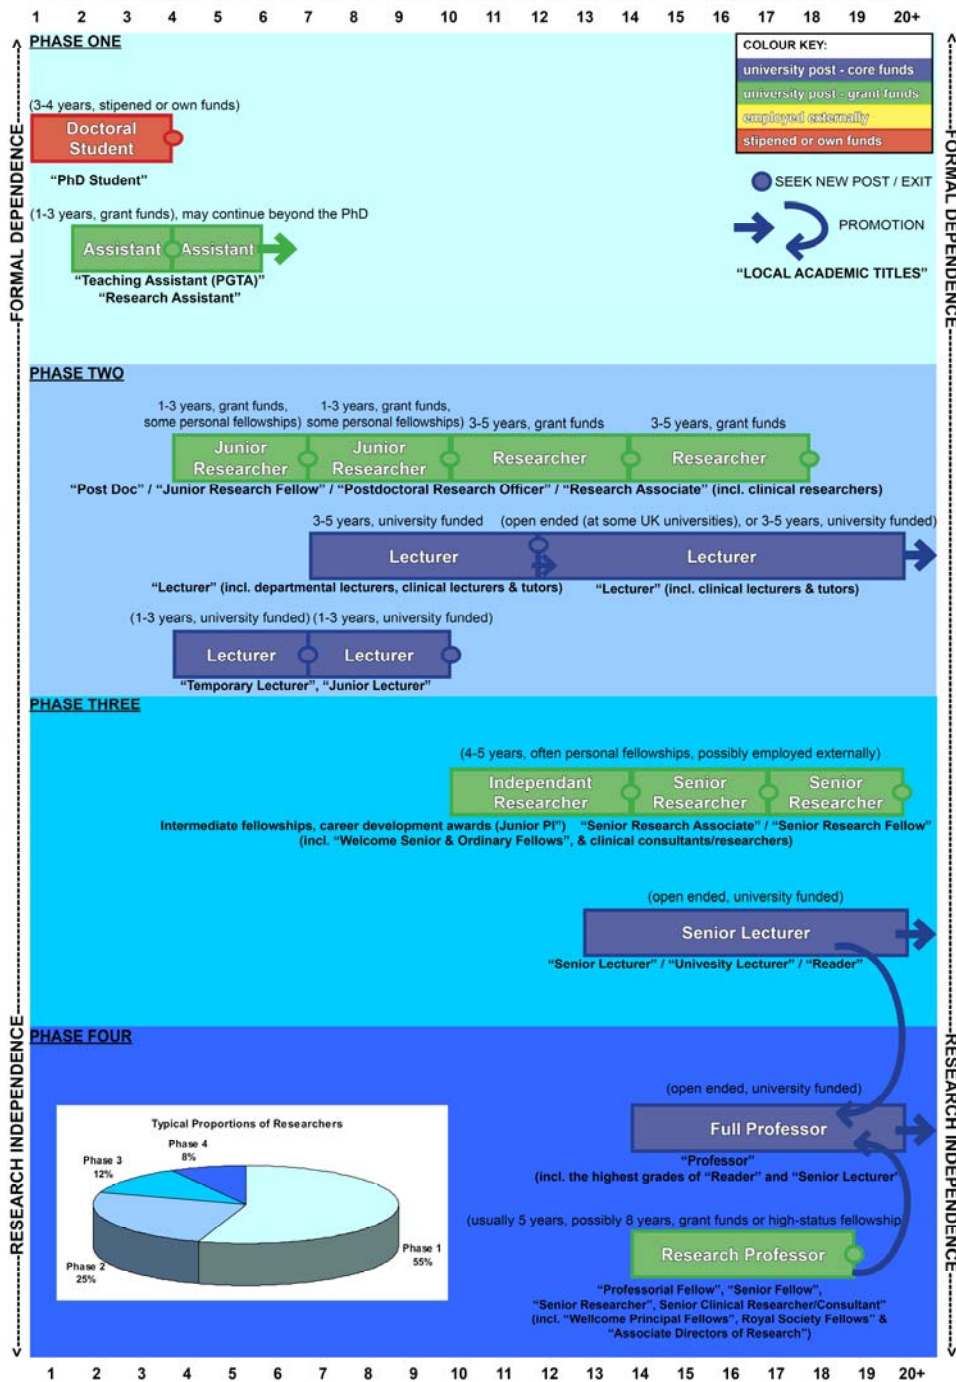 1 2 3 4 5 6 7 8 9 10 12 13 14 16 17 18 19 20+
PHASE ONE
COLOUR KEY:
university post - core funds
university post - grant funds
employed externally
stipened or own funds
SEEK NEW POST / EXIT
PROMOTION
“LOCAL ACADEMIC TITLES”
(3-4 years, stipened or own funds)
Doctoral
Student
“PhD Student”
(1-3 years, grant funds), may continue beyond the PhD
Assistant Assistant
“Teaching Assistant (PGTA)”
“Research Assistant”
FORMAL DEPENDENCE
FORMAL DEPENDENCE
PHASE TWO
1-3 years, grant funds,
some personal fellowships)
1-3 years, grant funds,
some personal fellowships)
3-5 years, grant funds
3-5 years, grant funds
Junior
Researcher
Junior
Researcher
Researcher
Researcher
“Post Doc” / “Junior Research Fellow” / “Postdoctoral Research Officer” / “Research Associate” (incl. clinical researchers)
3-5 years, university funded
(open ended (at some UK universities), or 3-5 years, university funded)
Lecturer
Lecturer
“Lecturer” (incl. departmental lecturers, clinical lecturers & tutors)
“Lecturer” (incl. clinical lecturers & tutors)
(1-3 years, university funded) (1-3 years, university funded)
Lecturer
Lecturer
“Temporary Lecturer”, “Junior Lecturer”
PHASE THREE
(4-5 years, often personal fellowships, possibly employed externally)
Independant
Researcher
Senior
Researcher
Senior
Researcher
Intermediate fellowships, career development awards (Junior PI”)
“Senior Research Associate” / “Senior Research Fellow”
(incl. “Welcome Senior & Ordinary Fellows”, & clinical consultants/researchers)
(open ended, university funded)
Senior Lecturer
“Senior Lecturer” / “Univesity Lecturer” / “Reader”
PHASE FOUR
RESEARCH INDEPENDENCE
RESEARCH INDEPENDENCE
(open ended, university funded)
Full Professor
“Professor”
(incl. the highest grades of “Reader” and “Senior Lecturer’
Typical Proportions of Researchers
Phase 4
8%
Phase 3
12%
Phase 2
25%
Phase 1
55%
(usually 5 years, possibly 8 years, grant funds or high-status fellowship
Research Professor
“Professorial Fellow”, “Senior Fellow”,
“Senior Researcher”, Senior Clinical Researcher/Consultant”
(incl. “Wellcome Principal Fellows”, Royal Society Fellows” &
“Associate Directors of Research”)
1 2 3 4 5 6 7 8 9 10 11 12 13 14 16 17 18 19 20+